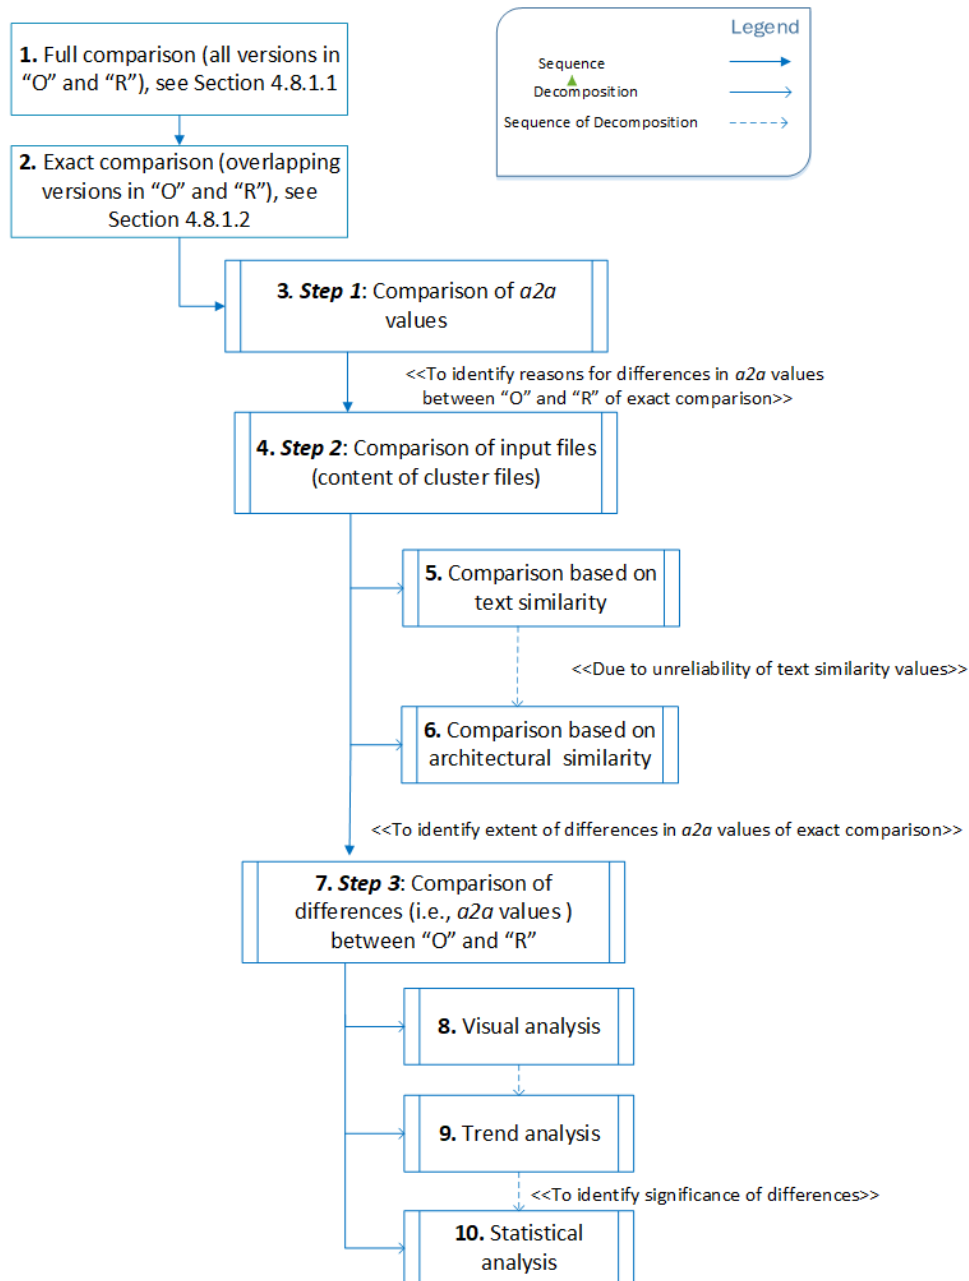 Legend
Sequence
Decomposition
Sequence of Decomposition
1. Full comparison (all versions in
“O” and “R”), see Section 4.8.1.1
2. Exact comparison (overlapping
versions in “O” and “R”), see
Section 4.8.1.2
3. Step 1: Comparison of a2a
values
<<To identify reasons for differences in a2a values
between “O” and “R” of exact comparison>>
4. Step 2: Comparison of input files
(content of cluster files)
5. Comparison based on
text similarity
<<Due to unreliability of text similarity values>>
6. Comparison based on
architectural similarity
<<To identify extent of differences in a2a values of exact comparison>>
7. Step 3: Comparison of
differences (i.e., a2a values )
between “O” and “R”
8. Visual analysis
9. Trend analysis
<<To identify significance of differences>>
10. Statistical
analysis